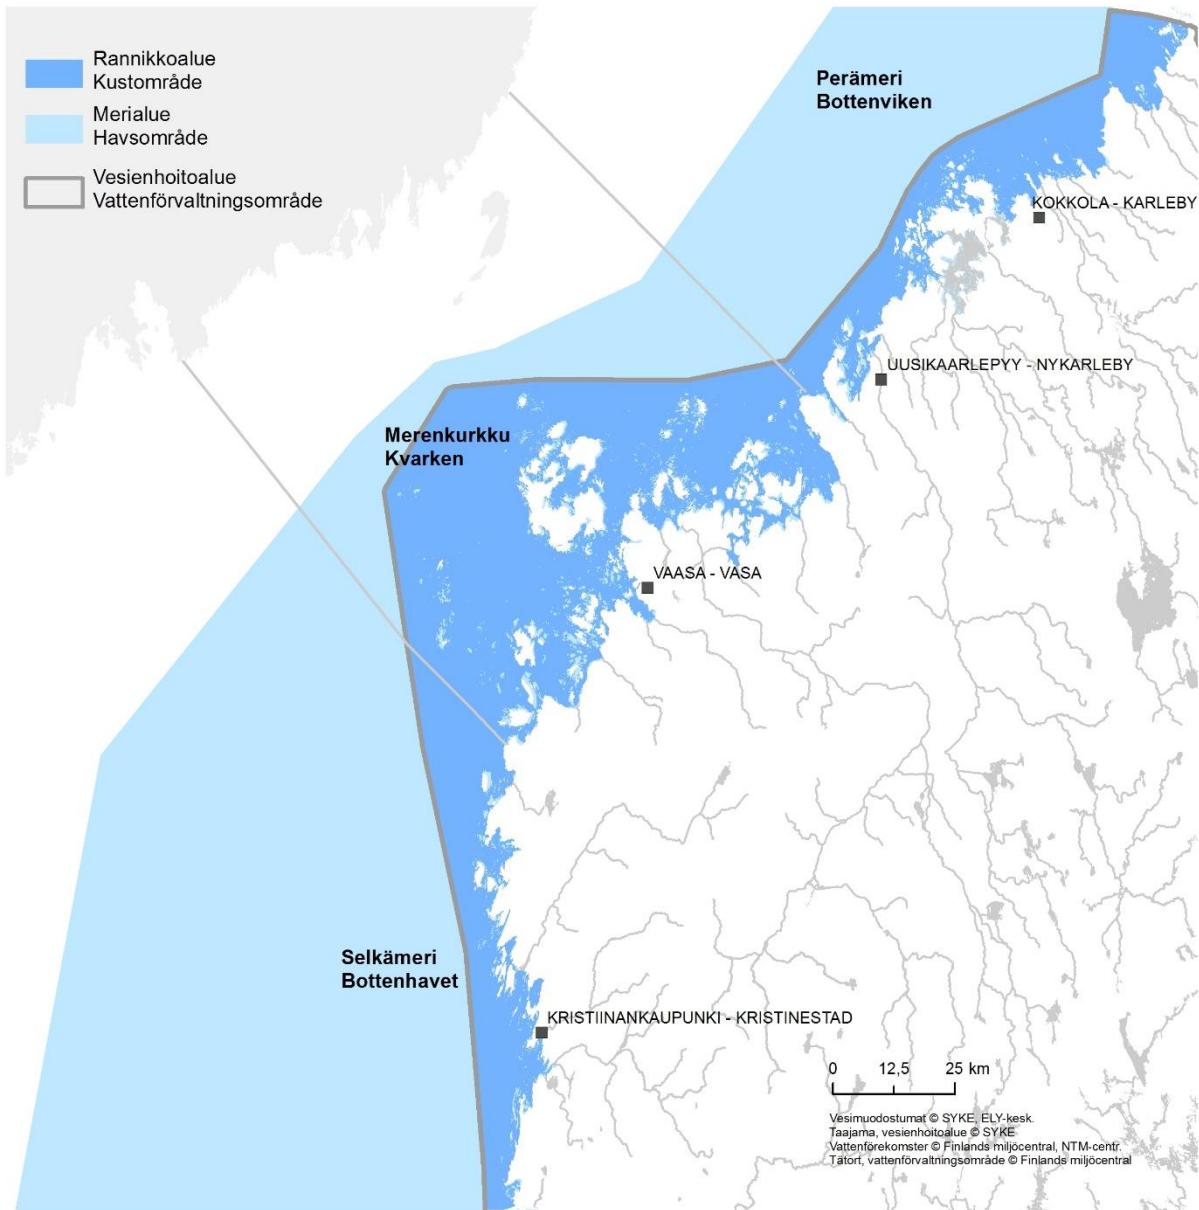 Rannikkoalue
Kustområde
Merialue
Havsområde
Vesienhoitoalue
Vattenförvaltningsområde
Perämeri
Bottenviken
KOKKOLA - KARLEBY
UUSIKAARLEPYY - NYKARLEBY
Merenkurkku
Kvarken
VAASA - VASA
Selkämeri
Bottenhavet
KRISTIINANKAUPUNKI - KRISTINESTAD
0 12,5 25 km
Vesimuodostumat © SYKE, ELY-kesk.
Taajama, vesienhoitoalue © SYKE
Vattenförekomster © Finlands miljöcentral, NTM-centr.
Tätort, vattenförvaltningsområde © Finlands miljöcentral